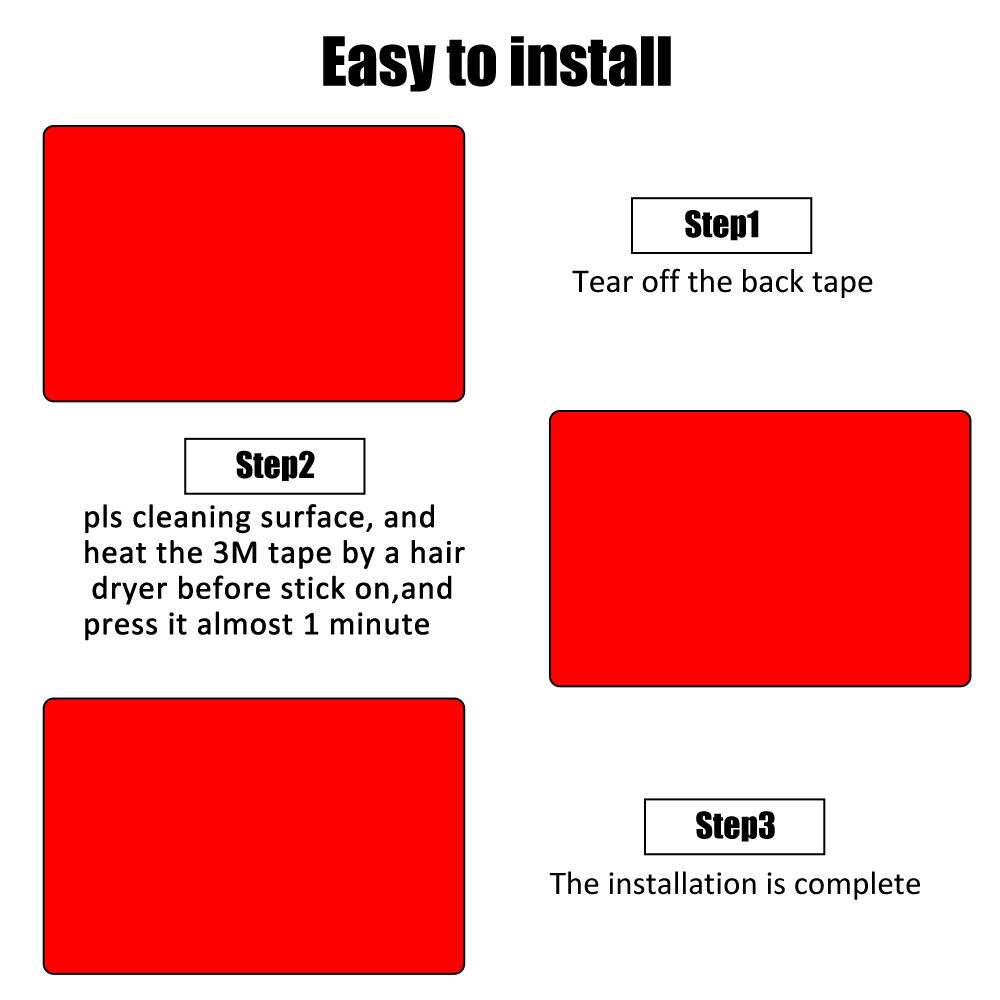 Easy to install
Step1
Tear off the back tape
Step2
pls cleaning surface, and
heat the 3M tape by a hair
dryer before stick on,and
press it almost 1 minute
Step3
The installation is complete